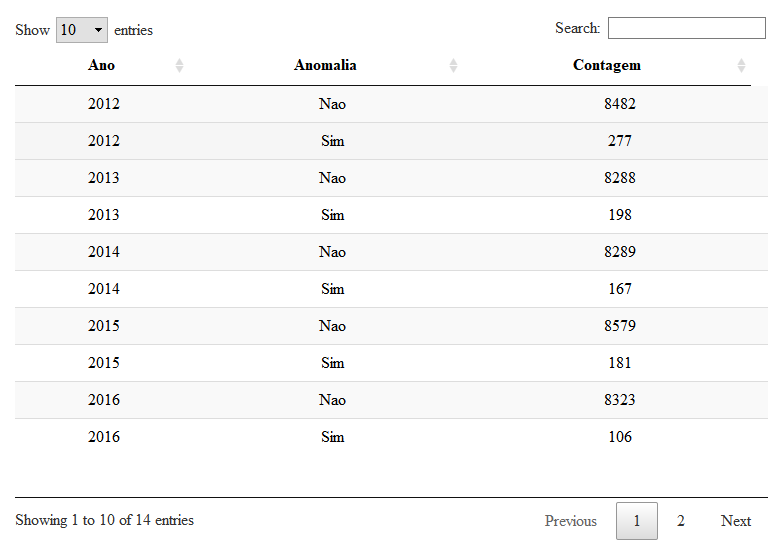 Show 10 entries Search:
Ano Anomalia Contagem
2012 Nao 8482
2012 Sim 277
2013 Nao 8288
2013 Sim 198
2014 Nao 8289
2014 Sim 167
2015 Nao 8579
2015 Sim 181
2016 Nao 8323
2016 Sim 106
Showing 1 to 10 of 14 entries Previous 1 2 Next